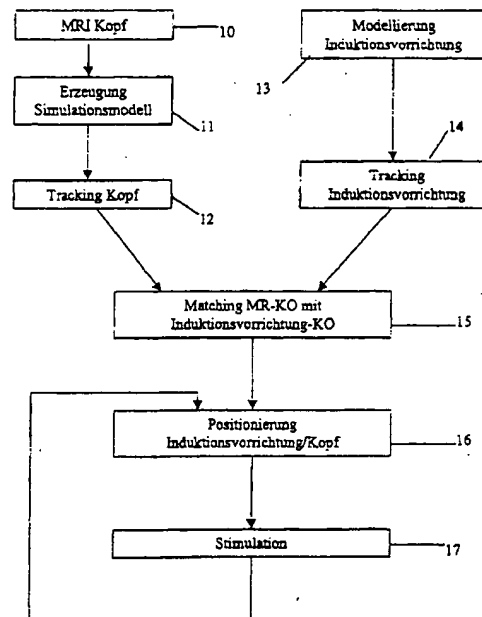 MRI Kopf
10
Erzeugung
Simulationsmodell
11
Tracking Kopf
12
Modellierung
Induktionsvorrichtung
13
14
Tracking
Induktionsvorrichtung
Matching MR-KO mit
Induktionsvorrichtung-KO
15
Positionierung
Induktionsvorrichtung/Kopf
16
Stimulation
17